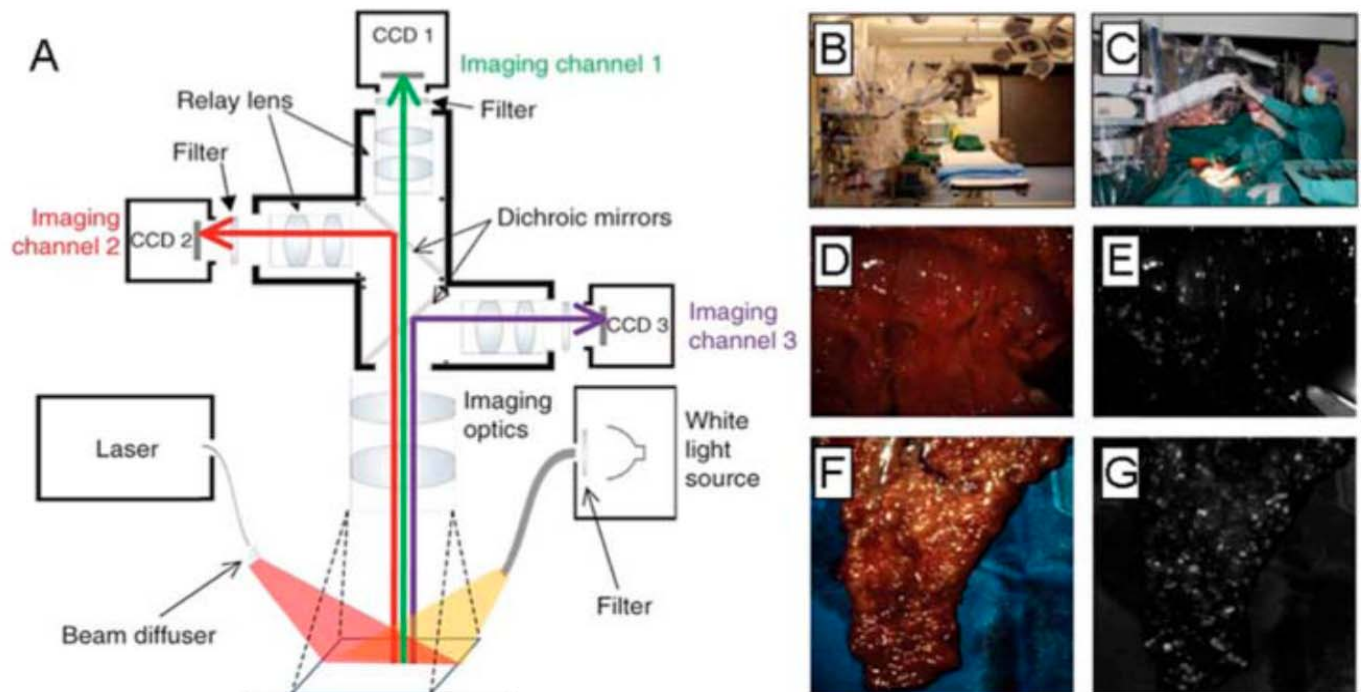 A
CCD 1
Imaging channel 1
Relay lens
Filter
Filter
Imaging
channel 2
CCD 2
Dichroic mirrors
CCD 3
Imaging
channel 3
Laser
Imaging
optics
White
light
source
Beam diffuser
Filter
B
C
D
E
F
G